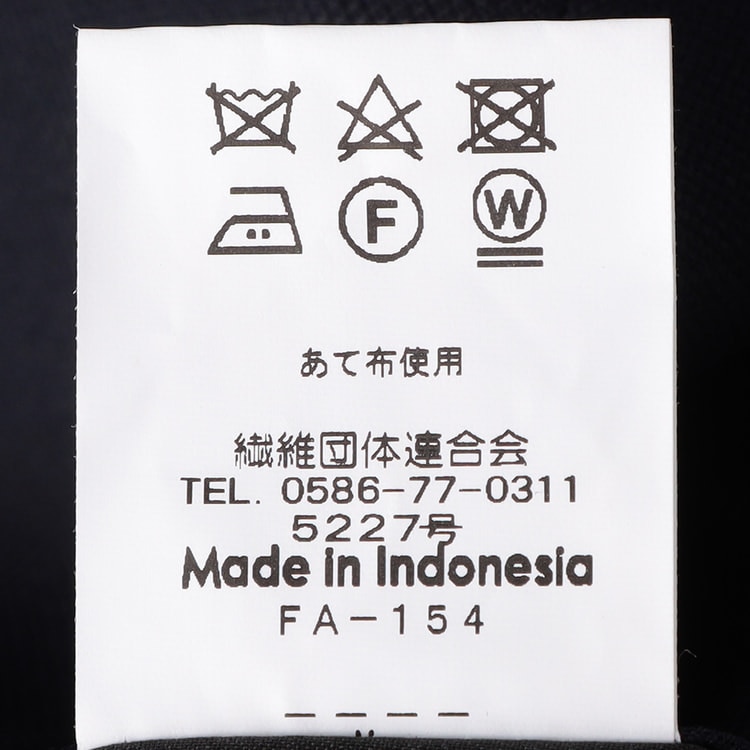 F W
あて布使用
繊維団体連合会
TEL. 0586-77-0311
5227号
Made in Indonesia
FA-154